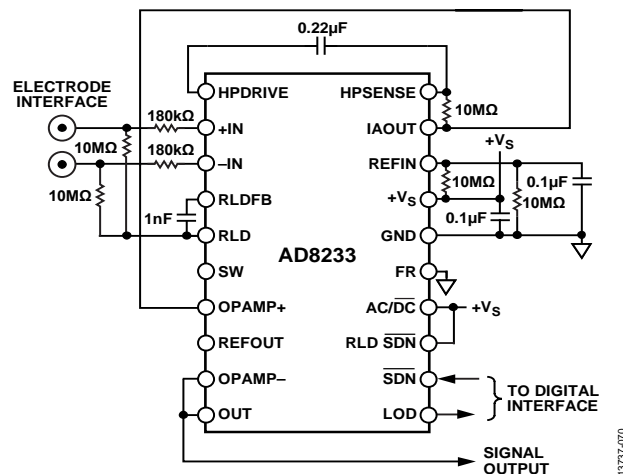 0.22µF
ELECTRODE
INTERFACE
HPDRIVE
HPSENSE
180kΩ
10MΩ
+IN
IAOUT
+VS
10MΩ
180kΩ
–IN
REFIN
10MΩ
10MΩ
0.1µF
RLDFB
+VS
10MΩ
1nF
0.1µF
RLD
GND
AD8233
SW
FR
OPAMP+
AC/DC
+VS
REFOUT
RLD SDN
OPAMP–
SDN
TO DIGITAL
INTERFACE
OUT
LOD
SIGNAL
OUTPUT
13737-070